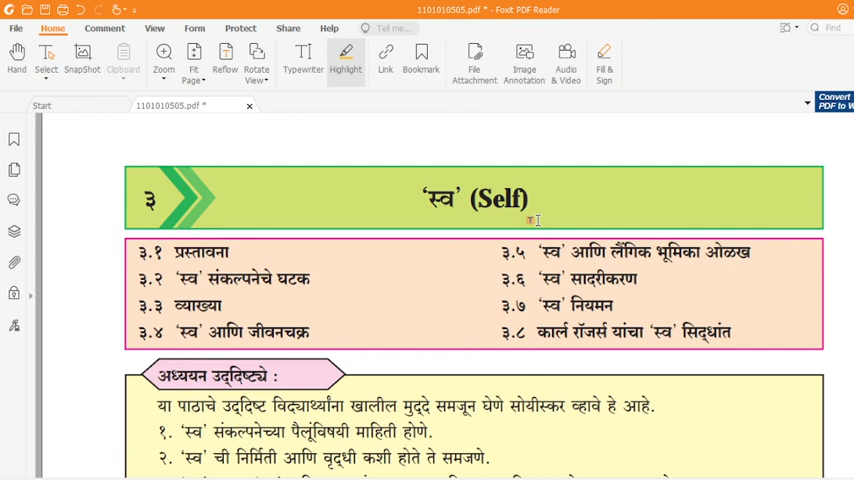 1101010505.pdf * - Foxit PDF Reader
File Home Comment View Form Protect Share Help Tell me... Find
Hand Select SnapShot Clipboard Zoom Fit Page Reflow Rotate View Typewriter Highlight Link Bookmark File Attachment Image Annotation Audio & Video Fill & Sign
Start 1101010505.pdf * Convert PDF to W
३ ‘स्व’ (Self)
३.१ प्रस्तावना
३.२ ‘स्व’ संकल्पनेचे घटक
३.३ व्याख्या
३.४ ‘स्व’ आणि जीवनचक्र
३.५ ‘स्व’ आणि लैंगिक भूमिका ओळख
३.६ ‘स्व’ सादरीकरण
३.७ ‘स्व’ नियमन
३.८ कार्ल रॉजर्स यांचा ‘स्व’ सिद्धांत
अध्ययन उद्दिष्ट्ये :
या पाठाचे उद्दिष्ट विद्यार्थ्यांना खालील मुद्दे समजून घेणे सोयीस्कर व्हावे हे आहे.
१. ‘स्व’ संकल्पनेच्या पैलूंविषयी माहिती होणे.
२. ‘स्व’ ची निर्मिती आणि वृद्धी कशी होते ते समजणे.